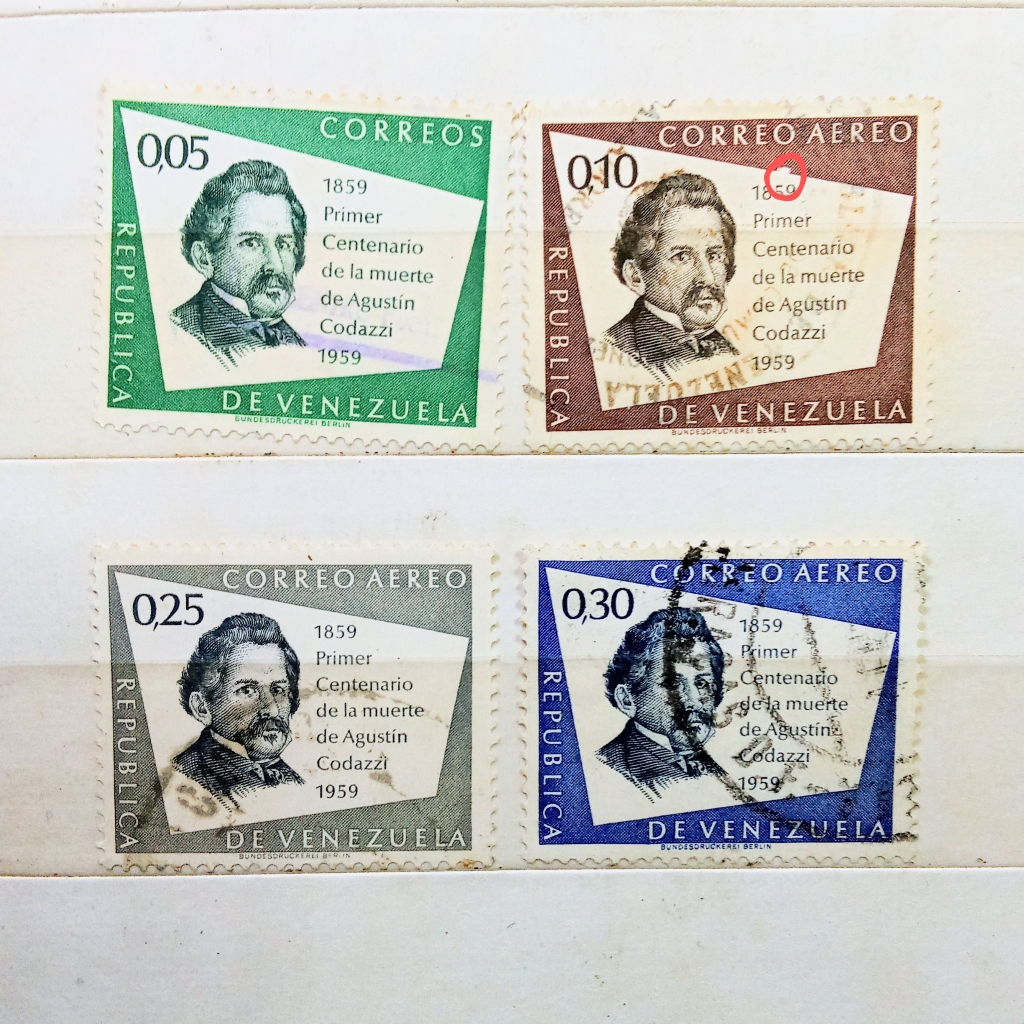 CORREOS
0,05
1859
Primer
Centenario
de la muerte
de Agustín
Codazzi
1959
REPUBLICA
DE VENEZUELA
BUNDESDRUCKEREI BERLIN
CORREO AEREO
0,10
1859
Primer
Centenario
de la muerte
de Agustín
Codazzi
1959
REPUBLICA
DE VENEZUELA
BUNDESDRUCKEREI BERLIN
CORREO AEREO
0,25
1859
Primer
Centenario
de la muerte
de Agustín
Codazzi
1959
REPUBLICA
DE VENEZUELA
BUNDESDRUCKEREI BERLIN
CORREO AEREO
0,30
1859
Primer
Centenario
de la muerte
de Agustín
Codazzi
1959
REPUBLICA
DE VENEZUELA
BUNDESDRUCKEREI BERLIN